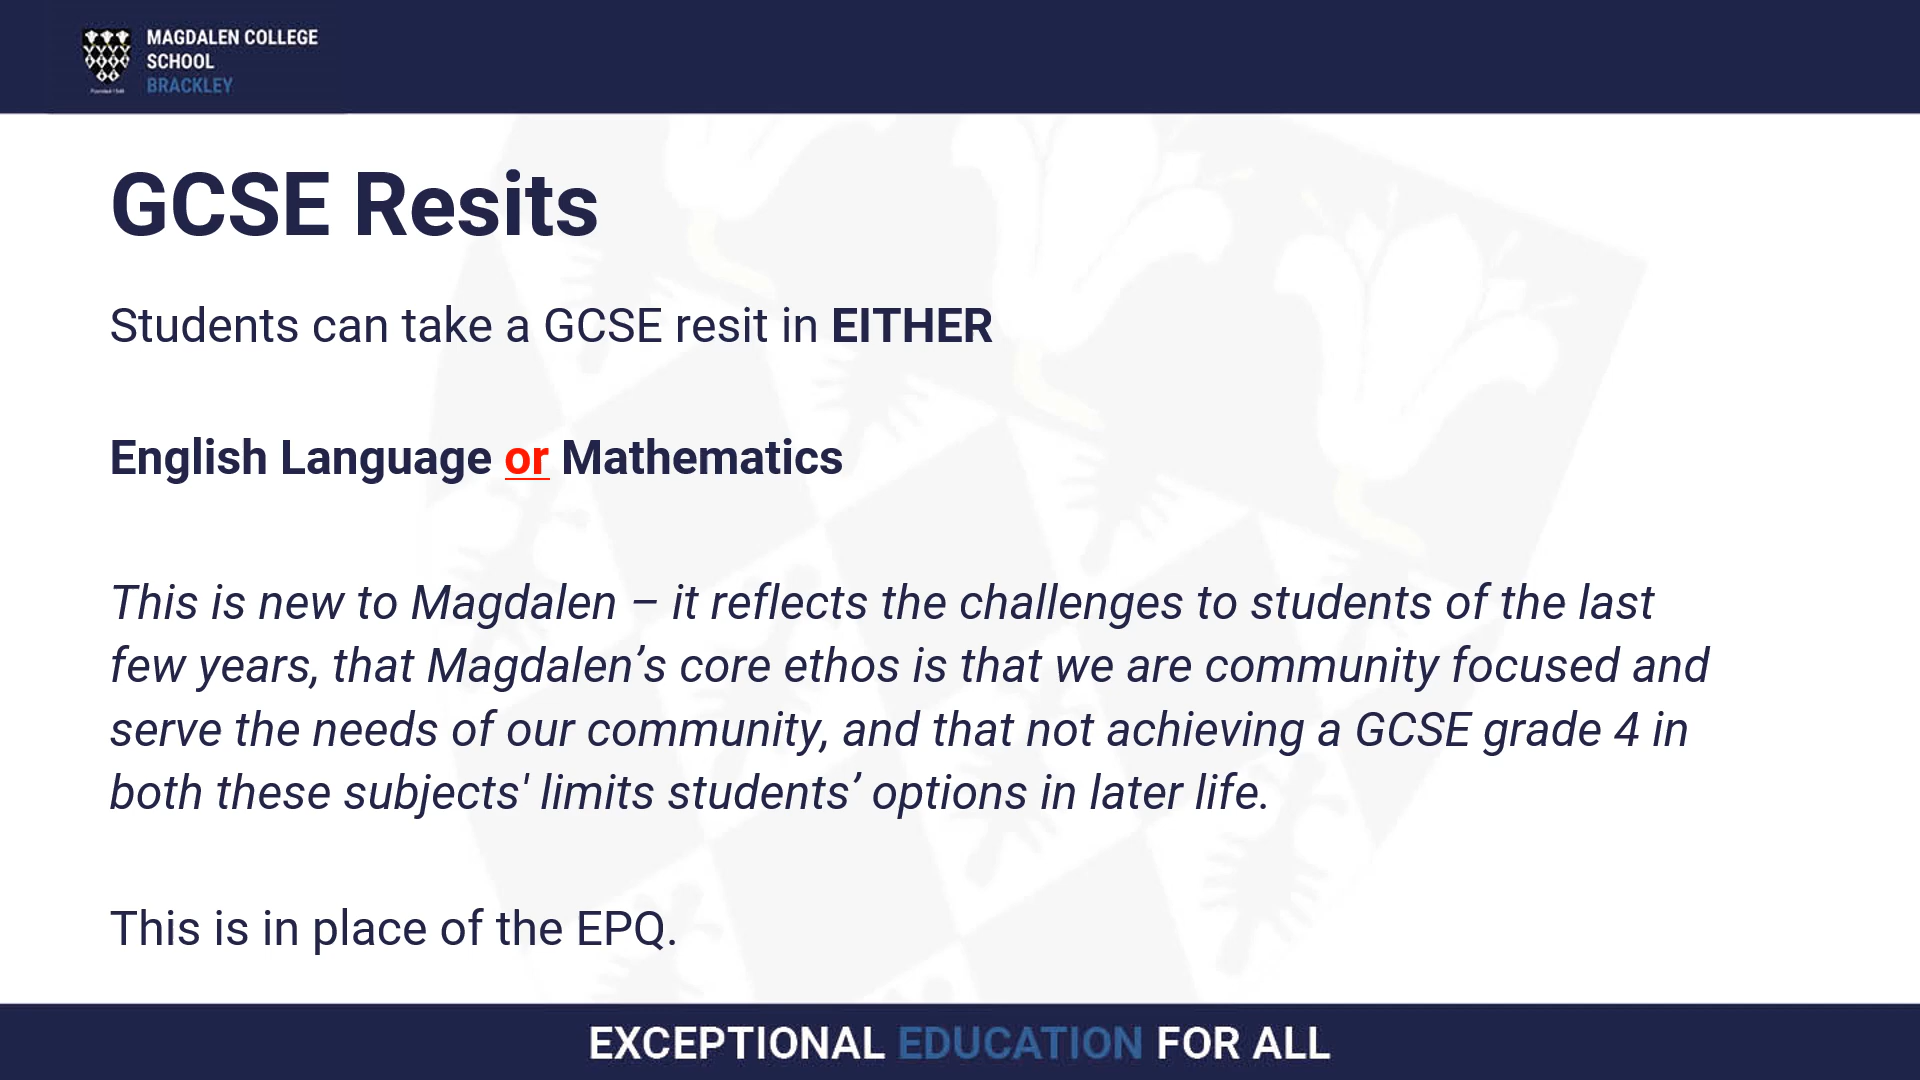 MAGDALEN COLLEGE
SCHOOL
BRACKLEY
GCSE Resits
Students can take a GCSE resit in EITHER
English Language or Mathematics
This is new to Magdalen – it reflects the challenges to students of the last
few years, that Magdalen’s core ethos is that we are community focused and
serve the needs of our community, and that not achieving a GCSE grade 4 in
both these subjects' limits students’ options in later life.
This is in place of the EPQ.
EXCEPTIONAL EDUCATION FOR ALL